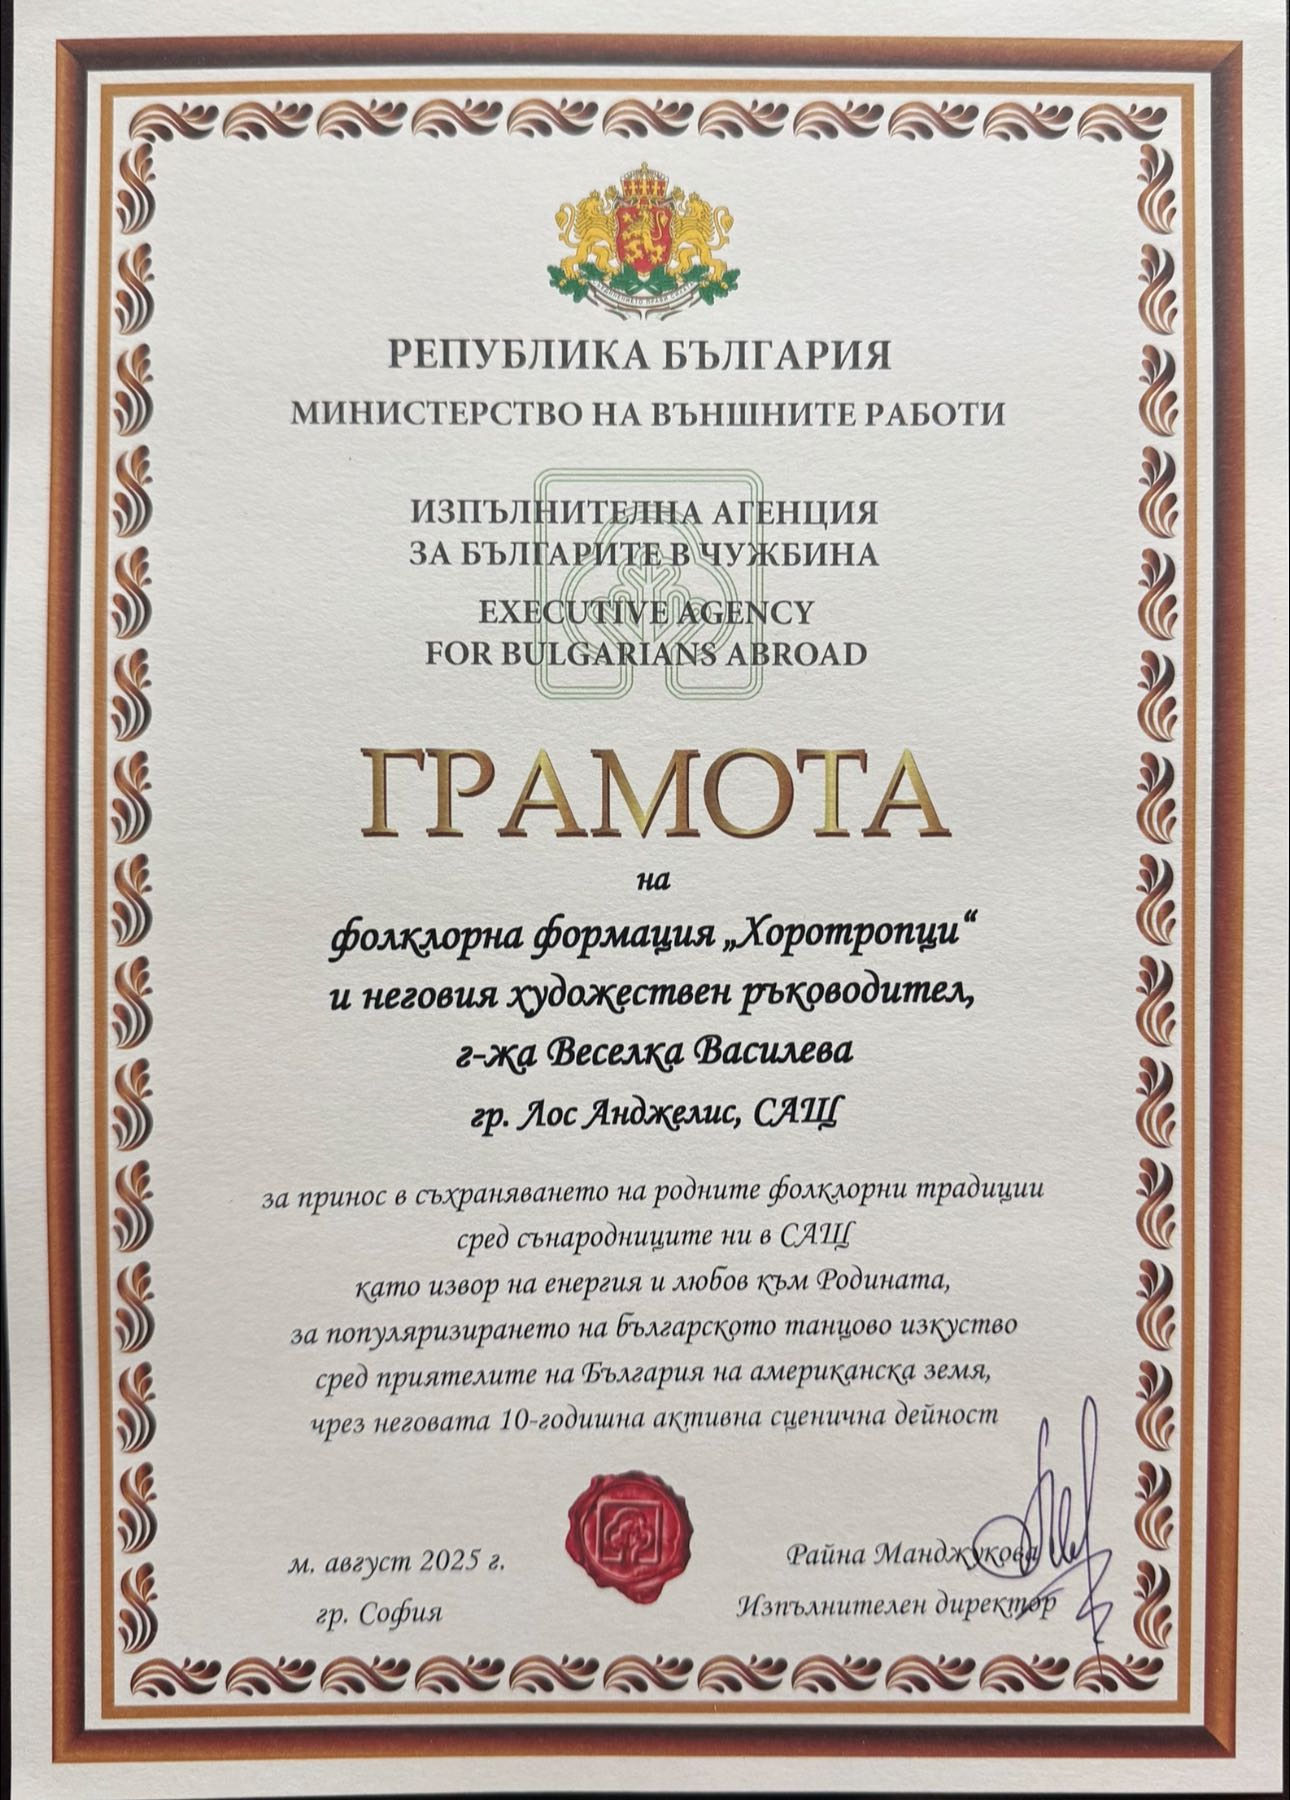 СЪЕДИНЕНИЕТО ПРАВИ СИЛАТА
РЕПУБЛИКА БЪЛГАРИЯ
МИНИСТЕРСТВО НА ВЪНШНИТЕ РАБОТИ
ИЗПЪЛНИТЕЛНА АГЕНЦИЯ
ЗА БЪЛГАРИТЕ В ЧУЖБИНА
EXECUTIVE AGENCY
FOR BULGARIANS ABROAD
ГРАМОТА
на
фолклорна формация „Хоротропци“
и неговия художествен ръководител,
г-жа Веселка Василева
гр. Лос Анджелис, САЩ
за принос в съхраняването на родните фолклорни традиции
сред сънародниците ни в САЩ
като извор на енергия и любов към Родината,
за популяризирането на българското танцово изкуство
сред приятелите на България на американска земя,
чрез неговата 10-годишна активна сценична дейност
м. август 2025 г.
гр. София
Райна Манджукова
Изпълнителен директор